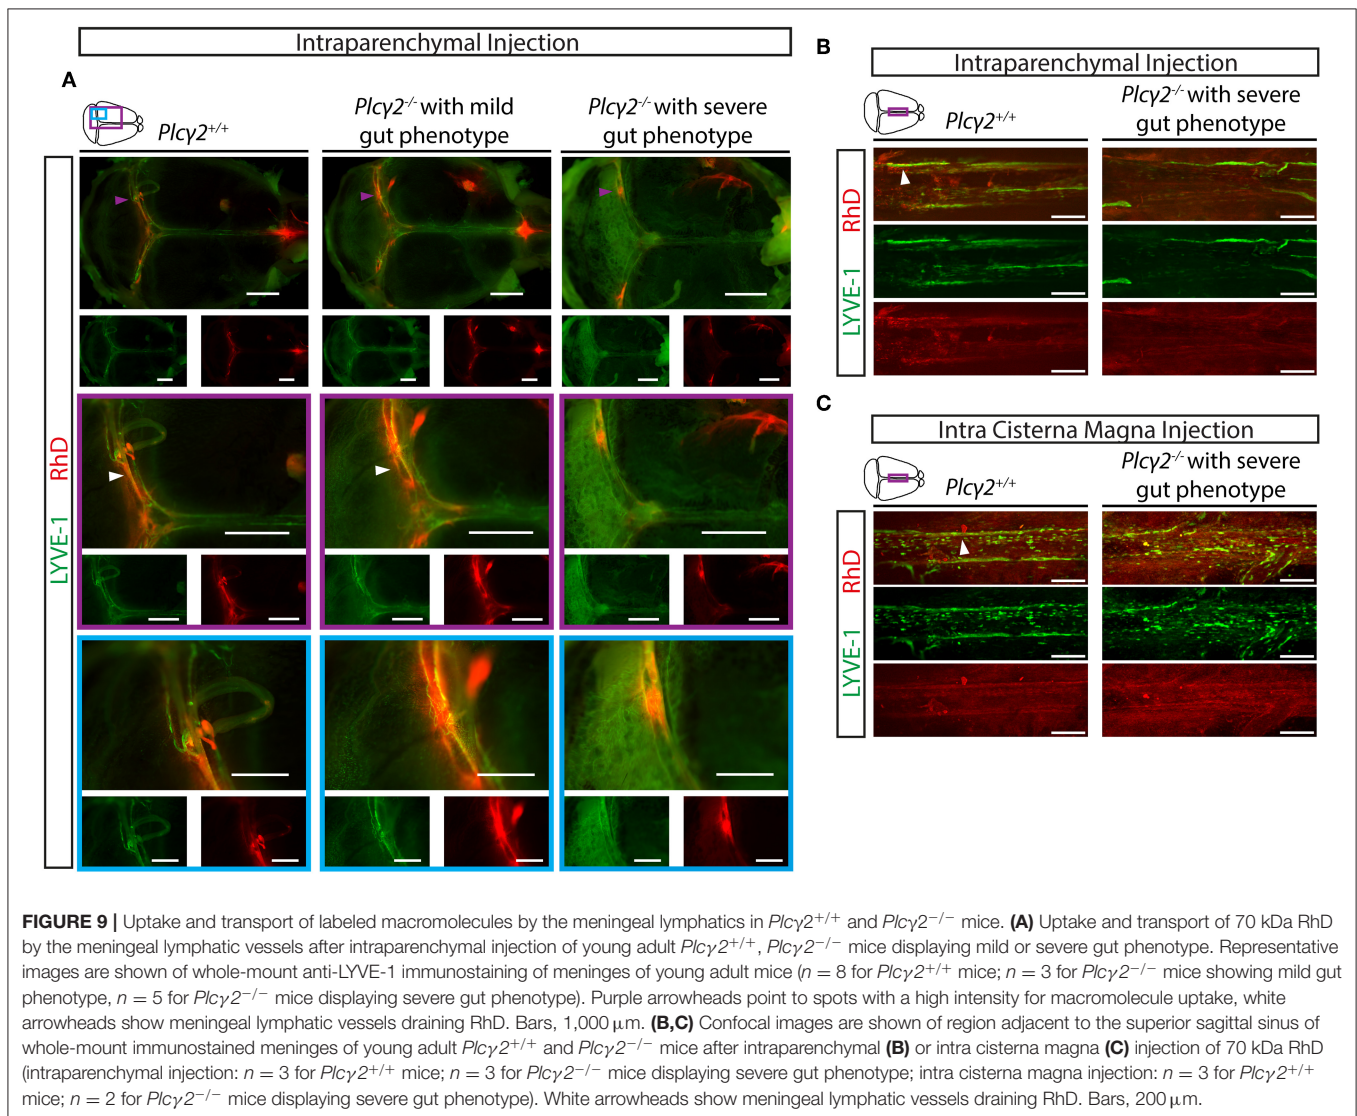 Intraparenchymal Injection
A
Plcγ2+/+
Plcγ2-/- with mild
gut phenotype
Plcγ2-/- with severe
gut phenotype
LYVE-1 RhD
B
Intraparenchymal Injection
Plcγ2+/+
Plcγ2-/- with severe
gut phenotype
LYVE-1 RhD
C
Intra Cisterna Magna Injection
Plcγ2+/+
Plcγ2-/- with severe
gut phenotype
LYVE-1 RhD
FIGURE 9 | Uptake and transport of labeled macromolecules by the meningeal lymphatics in Plcγ2+/+ and Plcγ2−/− mice. (A) Uptake and transport of 70 kDa RhD
by the meningeal lymphatic vessels after intraparenchymal injection of young adult Plcγ2+/+, Plcγ2−/− mice displaying mild or severe gut phenotype. Representative
images are shown of whole-mount anti-LYVE-1 immunostaining of meninges of young adult mice (n = 8 for Plcγ2+/+ mice; n = 3 for Plcγ2−/− mice showing mild gut
phenotype, n = 5 for Plcγ2−/− mice displaying severe gut phenotype). Purple arrowheads point to spots with a high intensity for macromolecule uptake, white
arrowheads show meningeal lymphatic vessels draining RhD. Bars, 1,000 μm. (B,C) Confocal images are shown of region adjacent to the superior sagittal sinus of
whole-mount immunostained meninges of young adult Plcγ2+/+ and Plcγ2−/− mice after intraparenchymal (B) or intra cisterna magna (C) injection of 70 kDa RhD
(intraparenchymal injection: n = 3 for Plcγ2+/+ mice; n = 3 for Plcγ2−/− mice displaying severe gut phenotype; intra cisterna magna injection: n = 3 for Plcγ2+/+
mice; n = 2 for Plcγ2−/− mice displaying severe gut phenotype). White arrowheads show meningeal lymphatic vessels draining RhD. Bars, 200 μm.